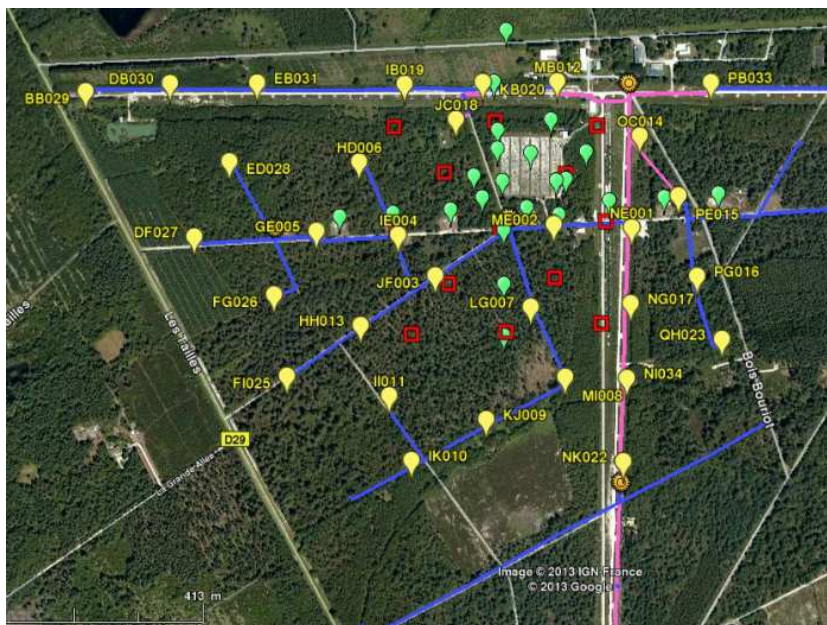 DB030
EB031
IB019
MB012
PB033
BB029
KB020
JC018
OC014
HD006
ED028
GE005
IE004
ME002
NE001
PE015
DF027
JF003
PG016
FG026
LG007
NG017
HH013
QH023
Les Tailles
Bois Bouriot
FI025
II011
MI008
NI034
KJ009
D29
IK010
NK022
La Grande Allee
Image © 2013 IGN-France
© 2013 Google
413 m